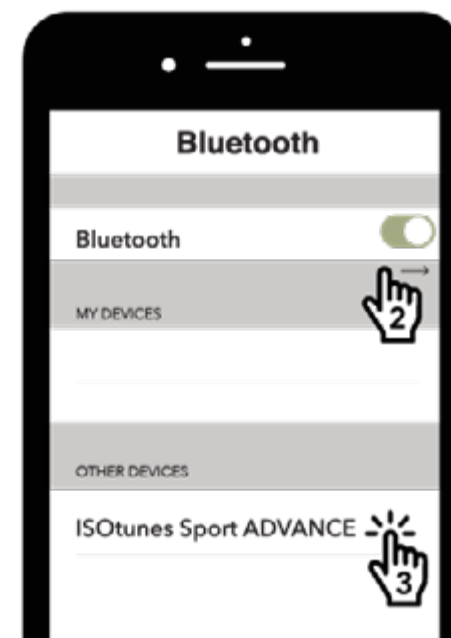 Bluetooth
Bluetooth
2
MY DEVICES
OTHER DEVICES
ISOtunes Sport ADVANCE
3